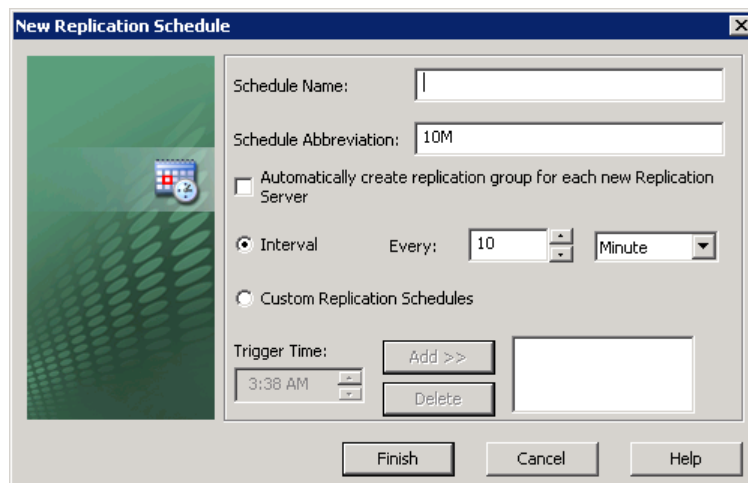 New Replication Schedule
Schedule Name:
Schedule Abbreviation: 10M
Automatically create replication group for each new Replication
Server
Interval Every: 10 Minute
Custom Replication Schedules
Trigger Time:
Add >>
3:38 AM
Delete
Finish Cancel Help